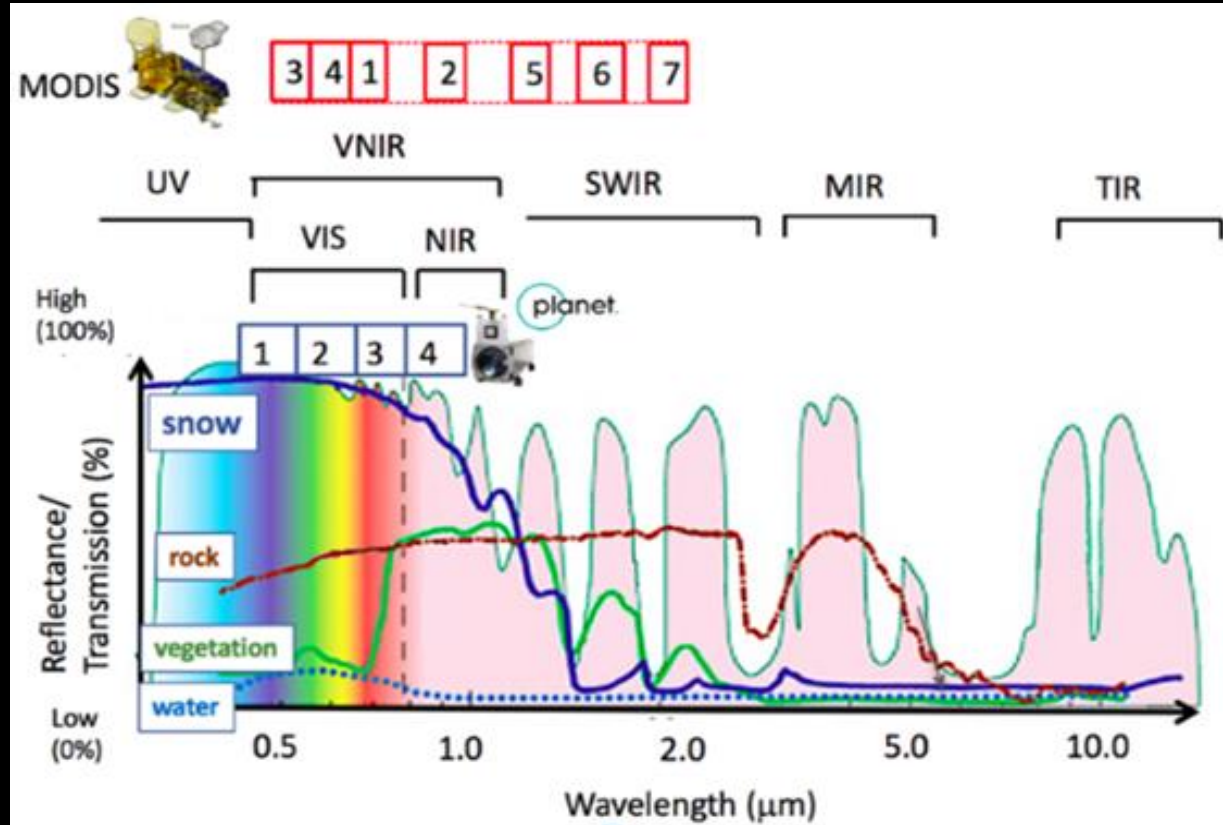 MODIS
3 4 1 2 5 6 7
VNIR
UV
SWIR
MIR
TIR
VIS
NIR
planet.
High
(100%)
1 2 3 4
snow
rock
vegetation
water
Reflectance/
Transmission (%)
Low
(0%)
0.5 1.0 2.0 5.0 10.0
Wavelength (μm)